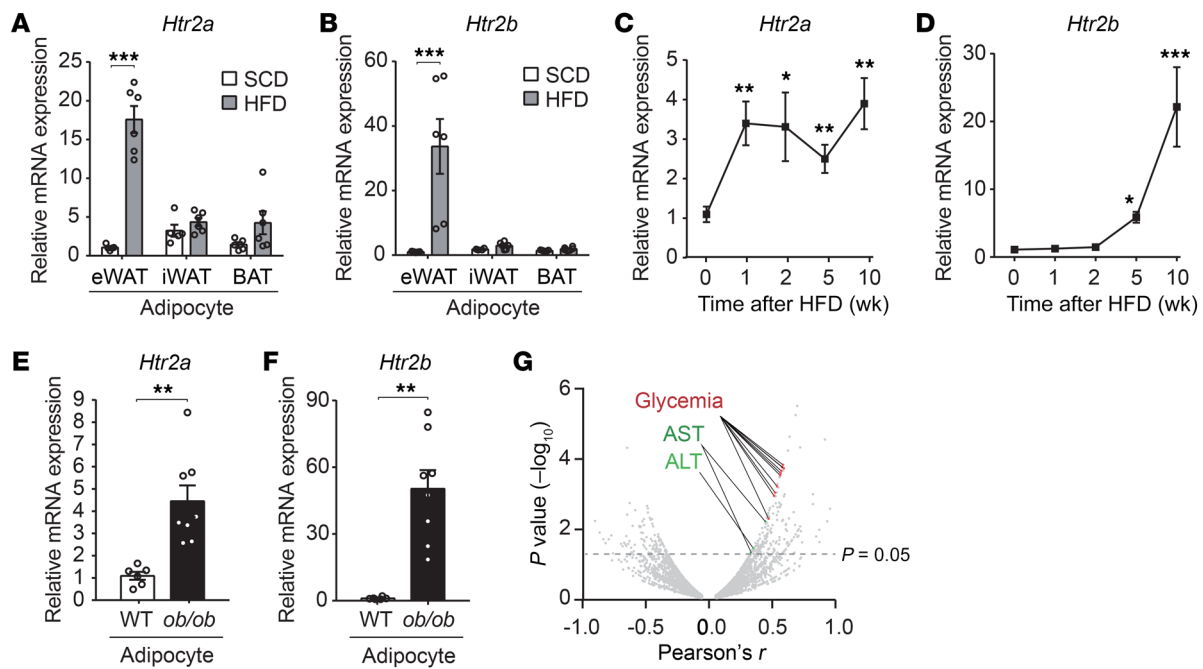 A
Htr2a
Relative mRNA expression
25
20
15
10
5
0
***
SCD
HFD
eWAT iWAT BAT
Adipocyte
B
Htr2b
Relative mRNA expression
60
40
20
0
***
SCD
HFD
eWAT iWAT BAT
Adipocyte
C
Htr2a
Relative mRNA expression
5
4
3
2
1
0
** * ** **
0 1 2 5 10
Time after HFD (wk)
D
Htr2b
Relative mRNA expression
30
20
10
0
* ***
0 1 2 5 10
Time after HFD (wk)
E
Htr2a
Relative mRNA expression
9
8
7
6
5
4
3
2
1
0
**
WT ob/ob
Adipocyte
F
Htr2b
Relative mRNA expression
90
60
30
0
**
WT ob/ob
Adipocyte
G
P value (–log10)
6
4
2
0
Glycemia
AST
ALT
P = 0.05
-1.0 -0.5 0.0 0.5 1.0
Pearson's r